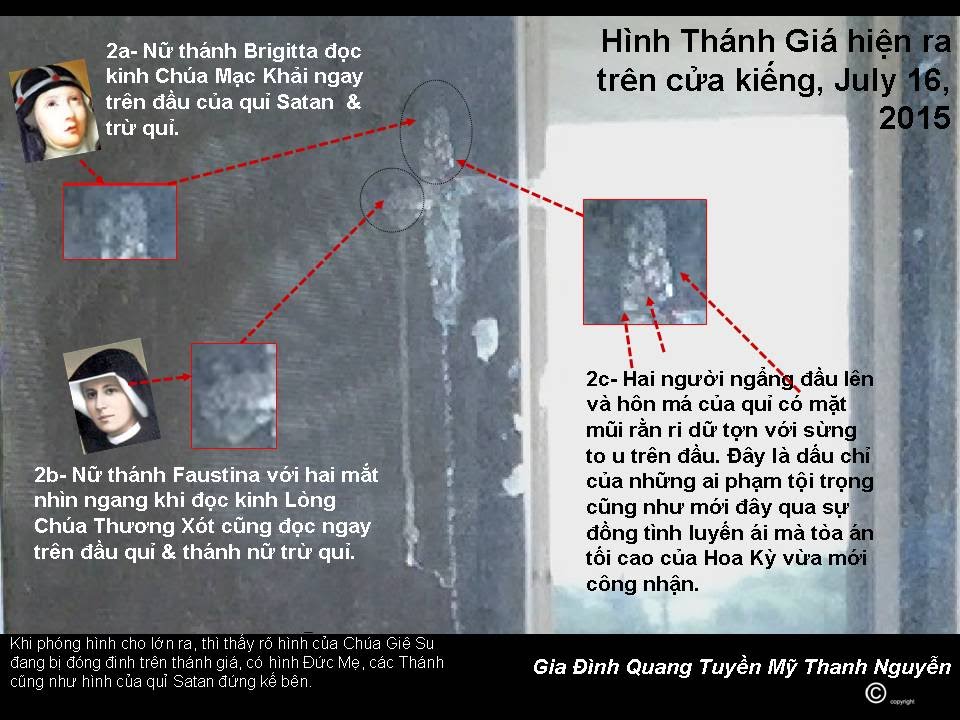 Hình Thánh Giá hiện ra
trên cửa kiếng, July 16,
2015
2a- Nữ thánh Brigitta đọc
kinh Chúa Mạc Khải ngay
trên đầu của quỉ Satan &
trừ quỉ.
2b- Nữ thánh Faustina với hai mắt
nhìn ngang khi đọc kinh Lòng
Chúa Thương Xót cũng đọc ngay
trên đầu quỉ & thánh nữ trừ quỉ.
2c- Hai người ngẩng đầu lên
và hôn má của quỉ có mặt
mũi rằn ri dữ tợn với sừng
to u trên đầu. Đây là dấu chỉ
của những ai phạm tội trọng
cũng như mới đây qua sự
đồng tình luyến ái mà tòa án
tối cao của Hoa Kỳ vừa mới
công nhận.
Khi phóng hình cho lớn ra, thì thấy rõ hình của Chúa Giê Su
đang bị đóng đinh trên thánh giá, có hình Đức Mẹ, các Thánh
cũng như hình của quỉ Satan đứng kế bên.
Gia Đình Quang Tuyền Mỹ Thanh Nguyễn
© copyright